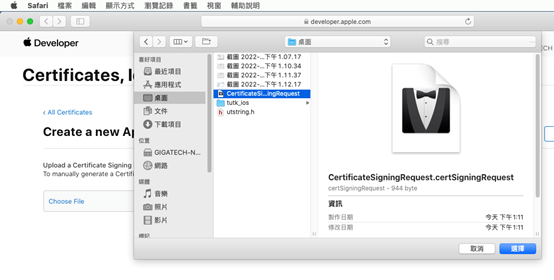 Safari 檔案 編輯 顯示方式 瀏覽記錄 書籤 視窗 輔助說明
developer.apple.com
Developer
桌面
搜尋
Certificates, I
‹ All Certificates
Create a new Ap
Upload a Certificate Signing
To manually generate a Certifi
Choose File
喜好項目
最近項目
應用程式
桌面
文件
下載項目
位置
GIGATECH-N...
網路
媒體
音樂
照片
影片
標記
截圖 2022-...下午1.07.17
截圖 2022-...下午1.10.34
截圖 2022-...下午1.11.37
截圖 2022-...下午1.12.17
CertificateSi...ingRequest
tutk_ios
utstring.h
CertificateSigningRequest.certSigningRequest
certSigningRequest - 944 byte
資訊
製作日期 今天 下午1:11
修改日期 今天 下午1:11
取消 選擇